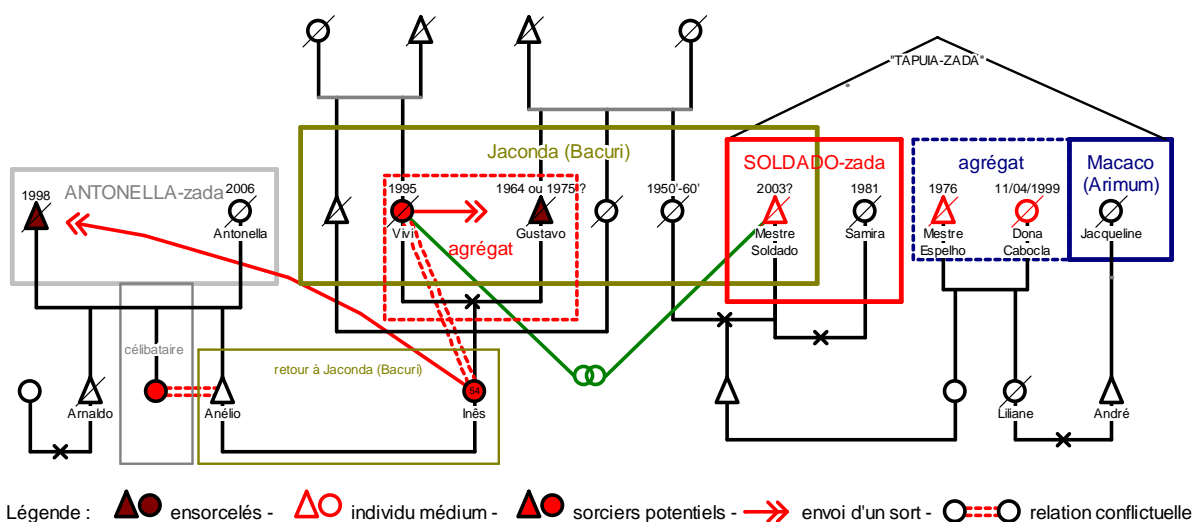 "TAPUIA-ZADA"
Jaconda (Bacuri)
SOLDADO-zada
agrégat
Macaco
(Arimum)
ANTONELLA-zada
1998
2006
Antonella
1995
Vivi
agrégat
1964 ou 1975 ?
Gustavo
1950'-60'
2003?
Mestre
Soldado
1981
Samira
1976
Mestre
Espelho
11/04/1999
Dona
Cabocla
Jacqueline
célibataire
retour à Jaconda (Bacuri)
Arnaldo
Anélio
54
Inês
Liliane
André
Légende : ensorcelés - individu médium - sorciers potentiels - envoi d'un sort - relation conflictuelle